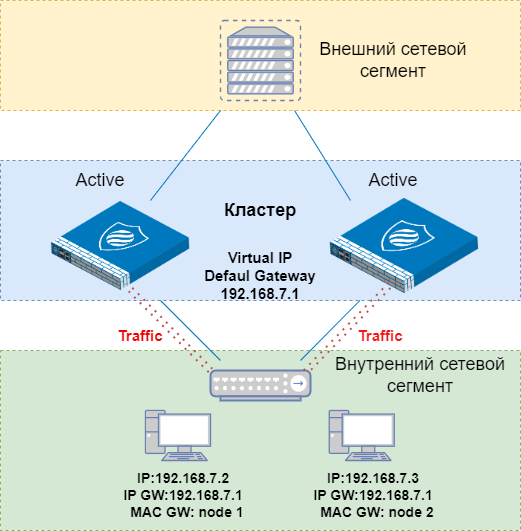 Внешний сетевой
сегмент
Active
Active
Кластер
Virtual IP
Defaul Gateway
192.168.7.1
Traffic
Traffic
Внутренний сетевой
сегмент
IP:192.168.7.2
IP GW:192.168.7.1
MAC GW: node 1
IP:192.168.7.3
IP GW:192.168.7.1
MAC GW: node 2